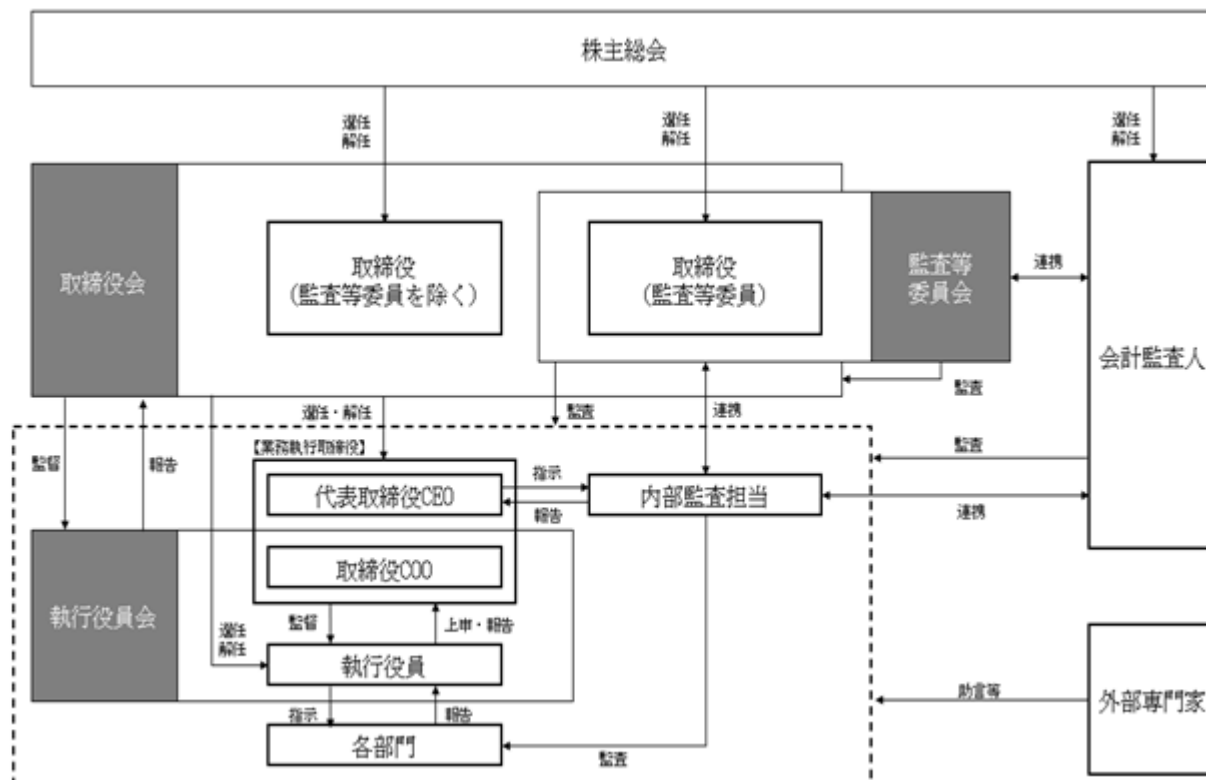 株主総会
選任
解任
選任
解任
選任
解任
取締役会
取締役
(監査等委員を除く)
取締役
(監査等委員)
監査等
委員会
連携
会計監査人
監査
選任・解任
監査
連携
監督
報告
【業務執行取締役】
代表取締役CEO
指示
報告
内部監査担当
監査
連携
取締役COO
執行役員会
監督
上申・報告
選任
解任
執行役員
指示
報告
各部門
監査
助言等
外部専門家